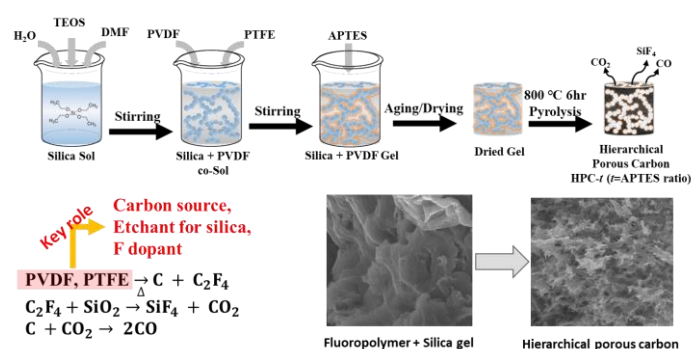 TEOS
H₂O
DMF
PVDF
PTFE
APTES
CO₂
SiF₄
CO
Stirring
Stirring
Aging/Drying
800 °C 6hr
Pyrolysis
Silica Sol
Silica + PVDF
co-Sol
Silica + PVDF Gel
Dried Gel
Hierarchical
Porous Carbon
HPC-t (t=APTES ratio)
Key role
Carbon source,
Etchant for silica,
F dopant
PVDF, PTFE → C + C₂F₄
Δ
C₂F₄ + SiO₂ → SiF₄ + CO₂
C + CO₂ → 2CO
Fluoropolymer + Silica gel
Hierarchical porous carbon